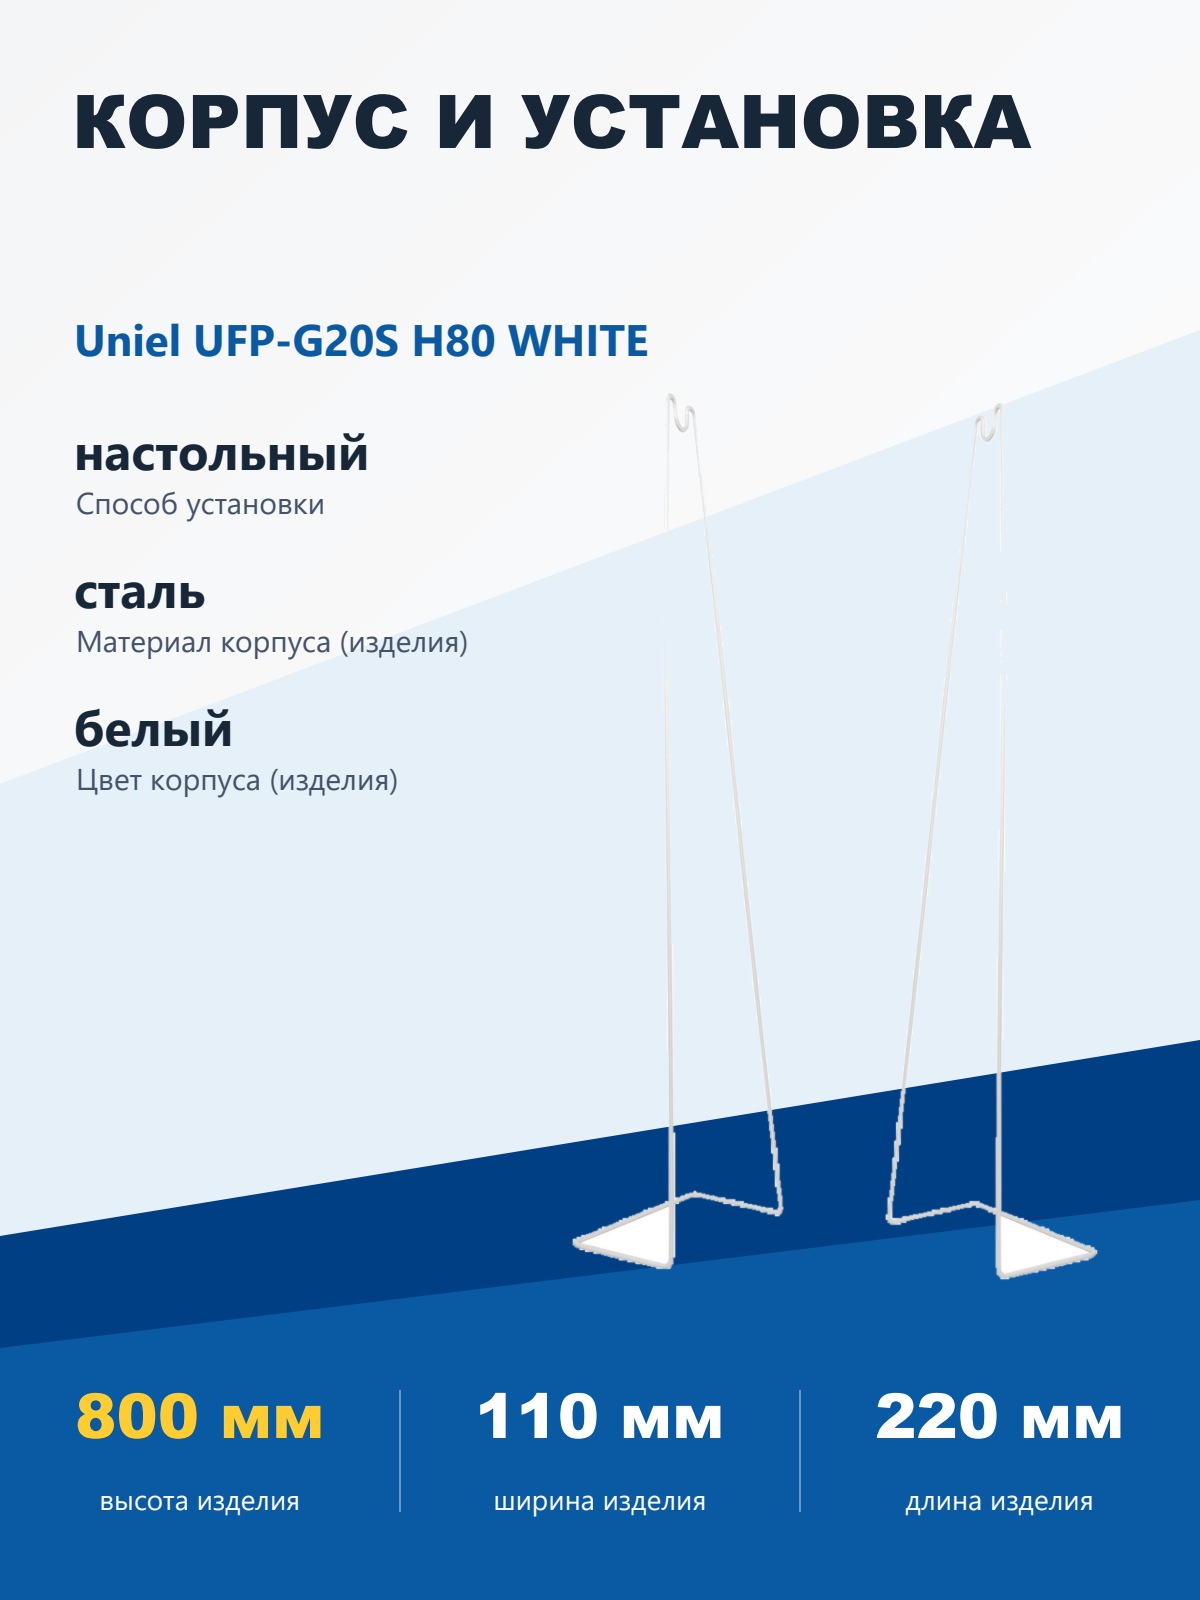 КОРПУС И УСТАНОВКА
Uniel UFP-G20S H80 WHITE
настольный
Способ установки
сталь
Материал корпуса (изделия)
белый
Цвет корпуса (изделия)
800 мм
высота изделия
110 мм
ширина изделия
220 мм
длина изделия